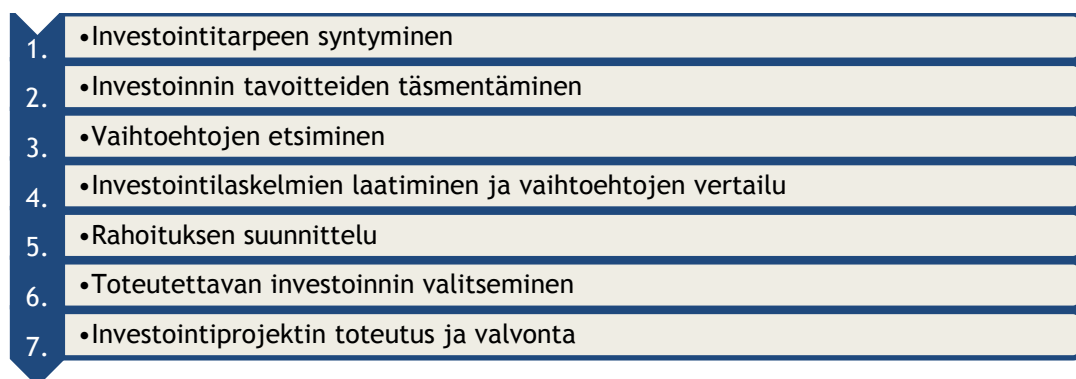 1. •Investointitarpeen syntyminen
2. •Investoinnin tavoitteiden täsmentäminen
3. •Vaihtoehtojen etsiminen
4. •Investointilaskelmien laatiminen ja vaihtoehtojen vertailu
5. •Rahoituksen suunnittelu
6. •Toteutettavan investoinnin valitseminen
7. •Investointiprojektin toteutus ja valvonta